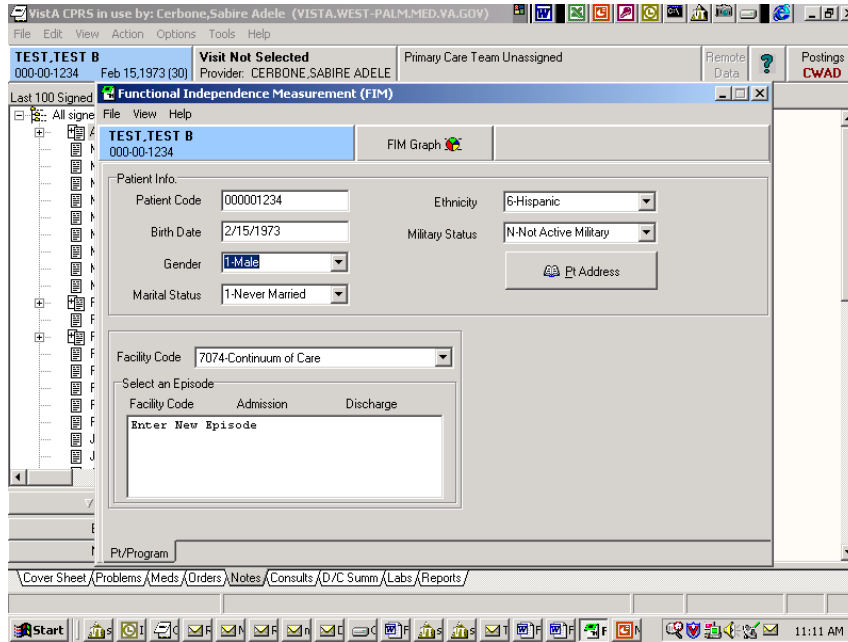 VistA CPRS in use by: Cerbone,Sabire Adele (VISTA.WEST-PALM.MED.VA.GOV)
File Edit View Action Options Tools Help
TEST,TEST B
000-00-1234 Feb 15,1973 (30)
Visit Not Selected
Provider: CERBONE,SABIRE ADELE
Primary Care Team Unassigned
Remote
Data
Postings
CWAD
Last 100 Signed
All signe
Functional Independence Measurement (FIM)
File View Help
TEST,TEST B
000-00-1234
FIM Graph
Patient Info.
Patient Code 000001234
Ethnicity 6-Hispanic
Birth Date 2/15/1973
Military Status N-Not Active Military
Gender 1-Male
Pt Address
Marital Status 1-Never Married
Facility Code 7074-Continuum of Care
Select an Episode
Facility Code Admission Discharge
Enter New Episode
Pt/Program
Cover Sheet Problems Meds Orders Notes Consults D/C Summ Labs Reports
Start 11:11 AM